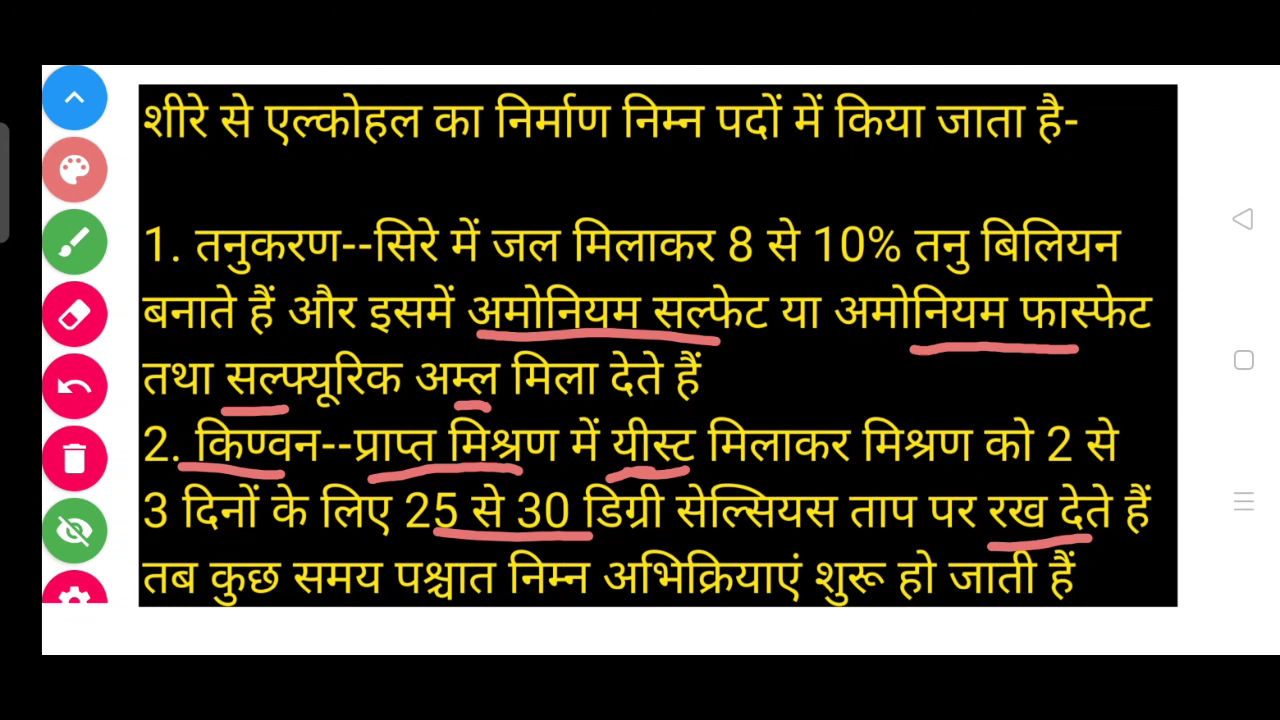 शीरे से एल्कोहल का निर्माण निम्न पदों में किया जाता है-
1. तनुकरण--सिरे में जल मिलाकर 8 से 10% तनु बिलियन
बनाते हैं और इसमें अमोनियम सल्फेट या अमोनियम फास्फेट
तथा सल्फ्यूरिक अम्ल मिला देते हैं
2. किण्वन--प्राप्त मिश्रण में यीस्ट मिलाकर मिश्रण को 2 से
3 दिनों के लिए 25 से 30 डिग्री सेल्सियस ताप पर रख देते हैं
तब कुछ समय पश्चात निम्न अभिक्रियाएं शुरू हो जाती हैं